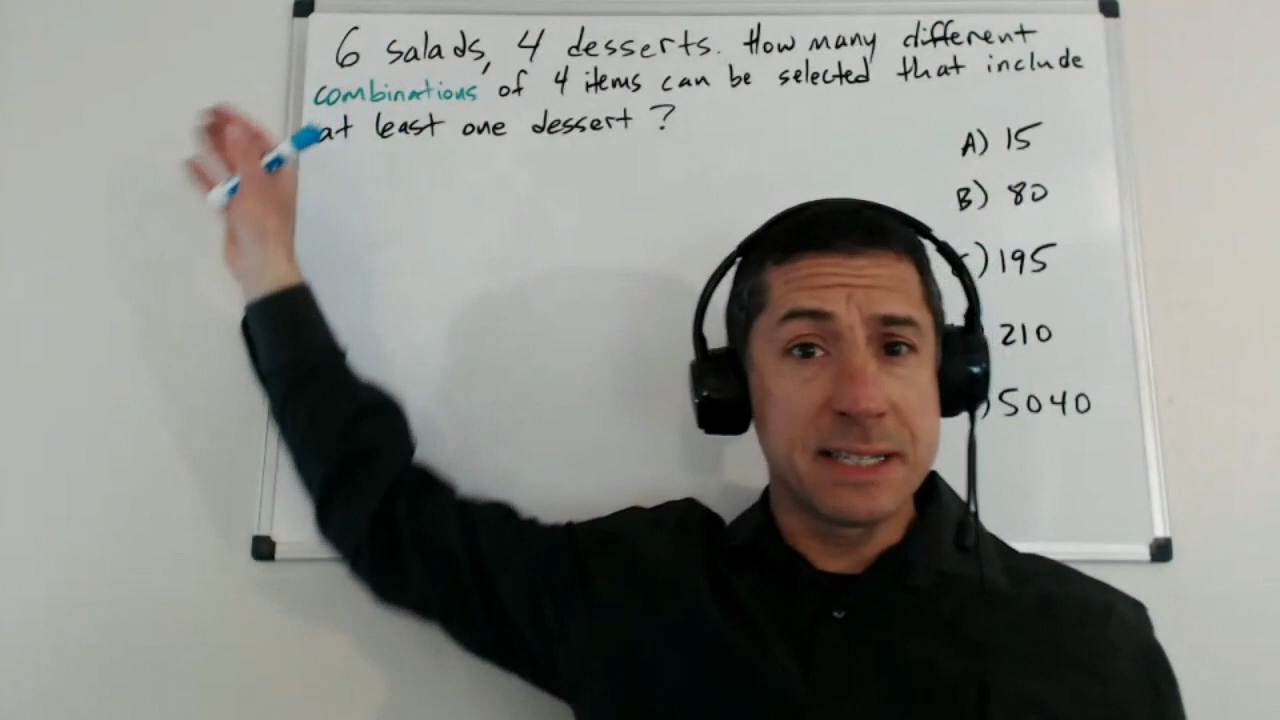 6 salads, 4 desserts. How many different
combinations of 4 items can be selected that include
at least one dessert?
A) 15
B) 80
) 195
210
) 5040